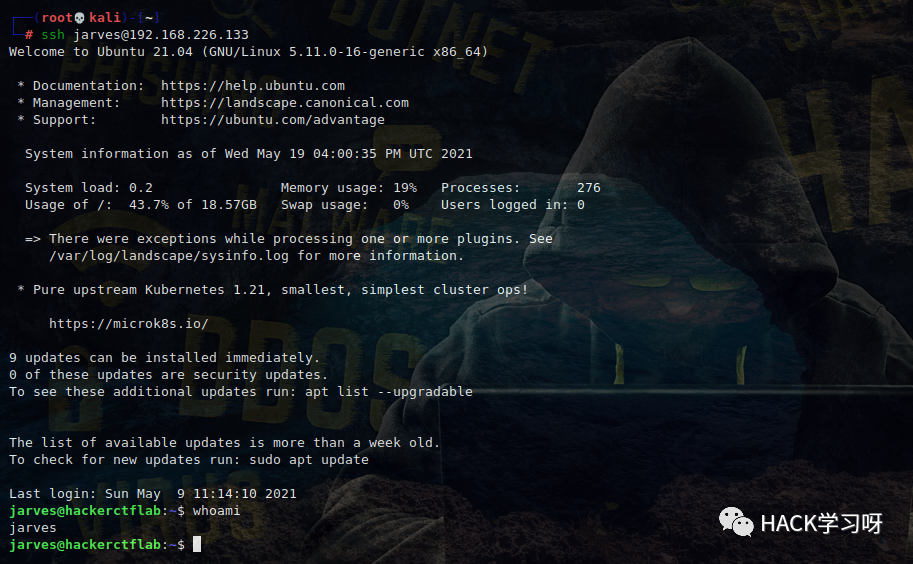 (root💀kali)-[~]
# ssh jarves@192.168.226.133
Welcome to Ubuntu 21.04 (GNU/Linux 5.11.0-16-generic x86_64)
* Documentation:  https://help.ubuntu.com
* Management:     https://landscape.canonical.com
* Support:        https://ubuntu.com/advantage
System information as of Wed May 19 04:00:35 PM UTC 2021
System load: 0.2                Memory usage: 19%   Processes:       276
Usage of /:  43.7% of 18.57GB   Swap usage:   0%    Users logged in: 0
=> There were exceptions while processing one or more plugins. See
/var/log/landscape/sysinfo.log for more information.
* Pure upstream Kubernetes 1.21, smallest, simplest cluster ops!
https://microk8s.io/
9 updates can be installed immediately.
0 of these updates are security updates.
To see these additional updates run: apt list --upgradable
The list of available updates is more than a week old.
To check for new updates run: sudo apt update
Last login: Sun May  9 11:14:10 2021
jarves@hackerctflab:~$ whoami
jarves
jarves@hackerctflab:~$
BOTNET
MALWARE
DDOS
HACK学习呀